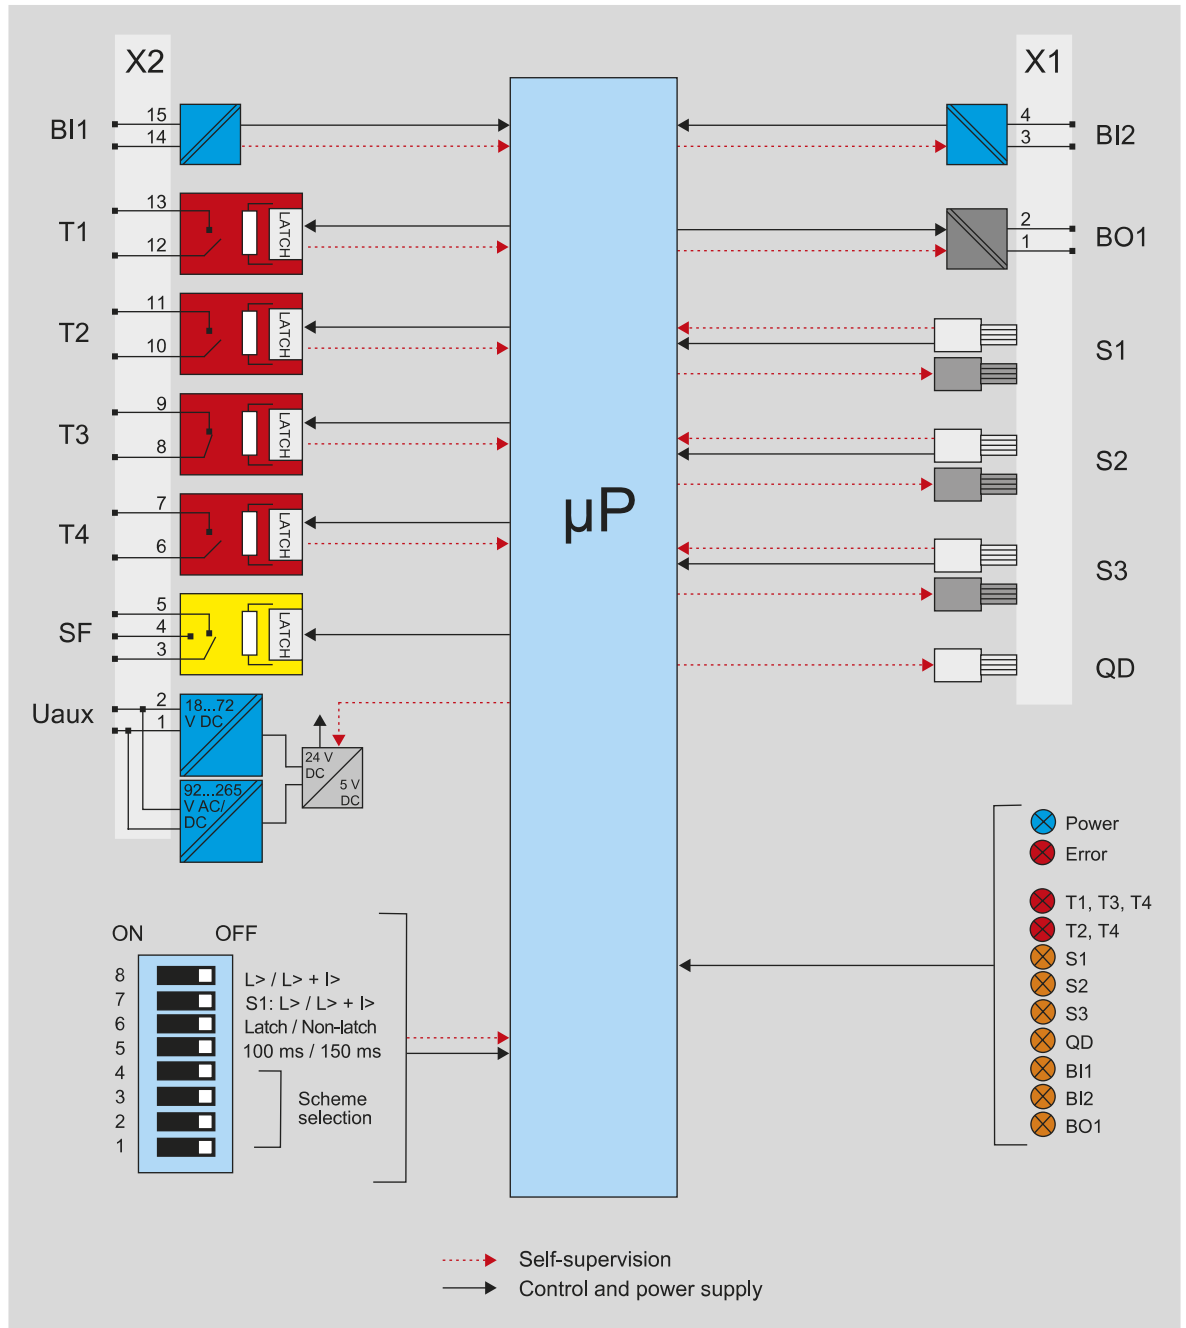 X2
X1
BI1
15
14
4
3
BI2
T1
13
12
LATCH
2
1
BO1
T2
11
10
LATCH
S1
T3
9
8
LATCH
S2
µP
T4
7
6
LATCH
S3
SF
5
4
3
LATCH
QD
Uaux
2
1
18...72
V DC
24 V
DC
5 V
DC
92...265
V AC/
DC
Power
Error
T1, T3, T4
T2, T4
S1
S2
S3
QD
BI1
BI2
BO1
ON OFF
8 L> / L> + I>
7 S1: L> / L> + I>
6 Latch / Non-latch
5 100 ms / 150 ms
4
3
2
1
Scheme
selection
Self-supervision
Control and power supply